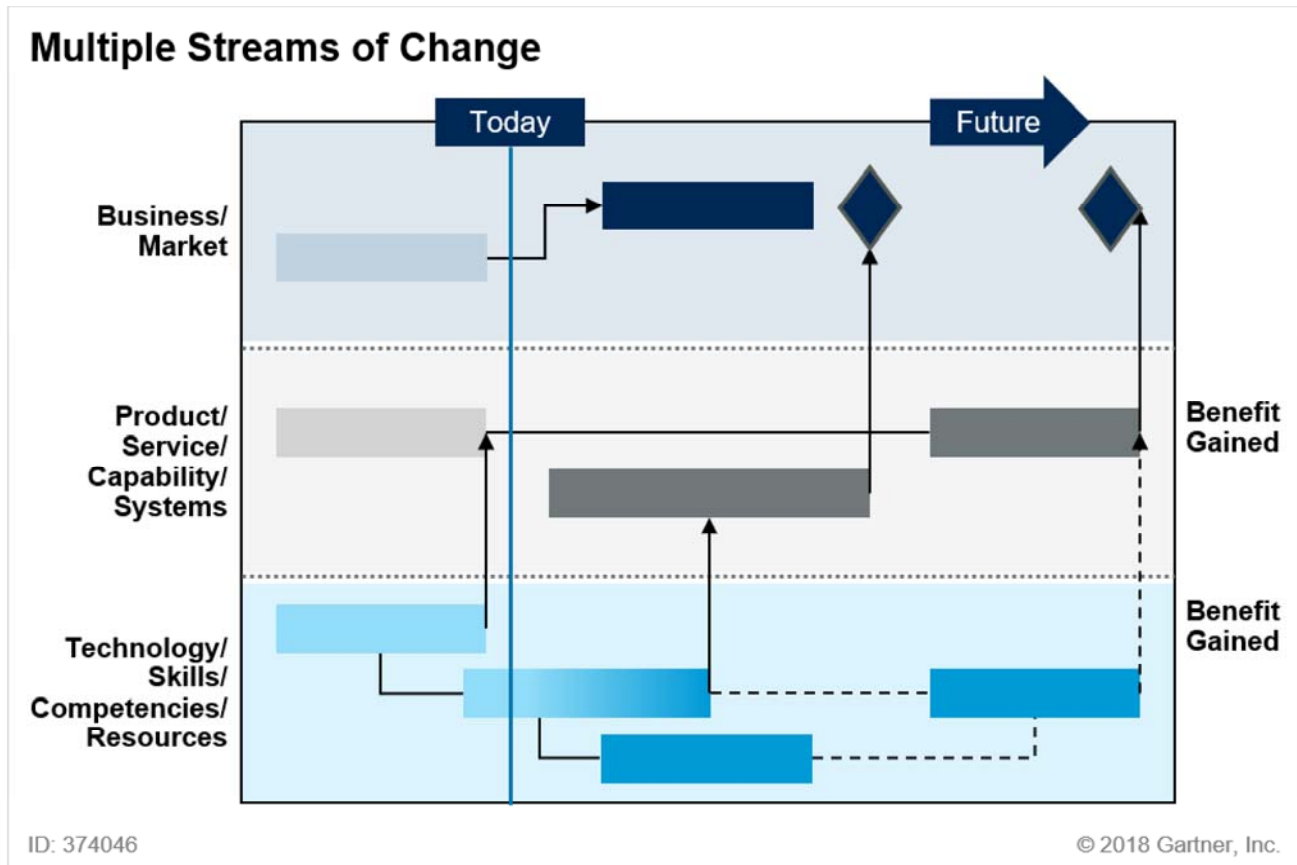 Multiple Streams of Change
Today
Future
Business/
Market
Product/
Service/
Capability/
Systems
Benefit
Gained
Technology/
Skills/
Competencies/
Resources
Benefit
Gained
ID: 374046
© 2018 Gartner, Inc.